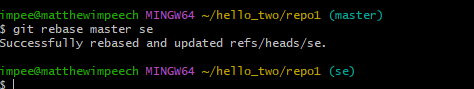 impee@matthewimpeech MINGW64 ~/hello_two/repo1 (master)
$ git rebase master se
Successfully rebased and updated refs/heads/se.
impee@matthewimpeech MINGW64 ~/hello_two/repo1 (se)
$